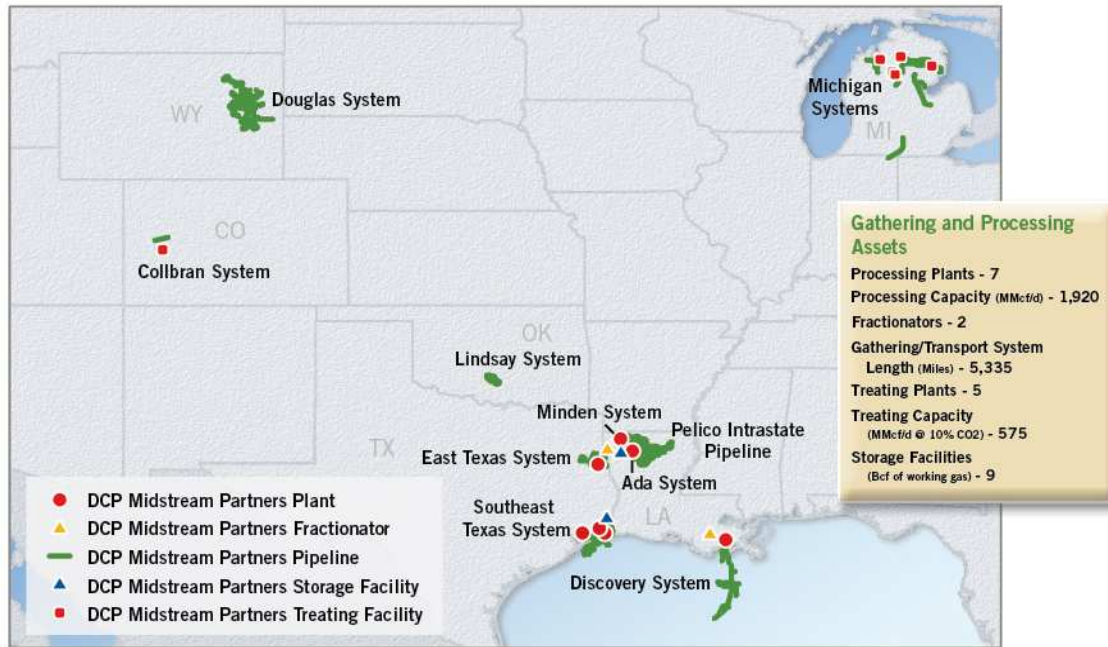 WY
Douglas System
Michigan
Systems
MI
CO
Collbran System
OK
Lindsay System
Minden System
Pelico Intrastate
Pipeline
TX
East Texas System
Ada System
Southeast
Texas System
LA
Discovery System
DCP Midstream Partners Plant
DCP Midstream Partners Fractionator
DCP Midstream Partners Pipeline
DCP Midstream Partners Storage Facility
DCP Midstream Partners Treating Facility
Gathering and Processing
Assets
Processing Plants - 7
Processing Capacity (MMcf/d) - 1,920
Fractionators - 2
Gathering/Transport System
Length (Miles) - 5,335
Treating Plants - 5
Treating Capacity
(MMcf/d @ 10% CO2) - 575
Storage Facilities
(Bcf of working gas) - 9